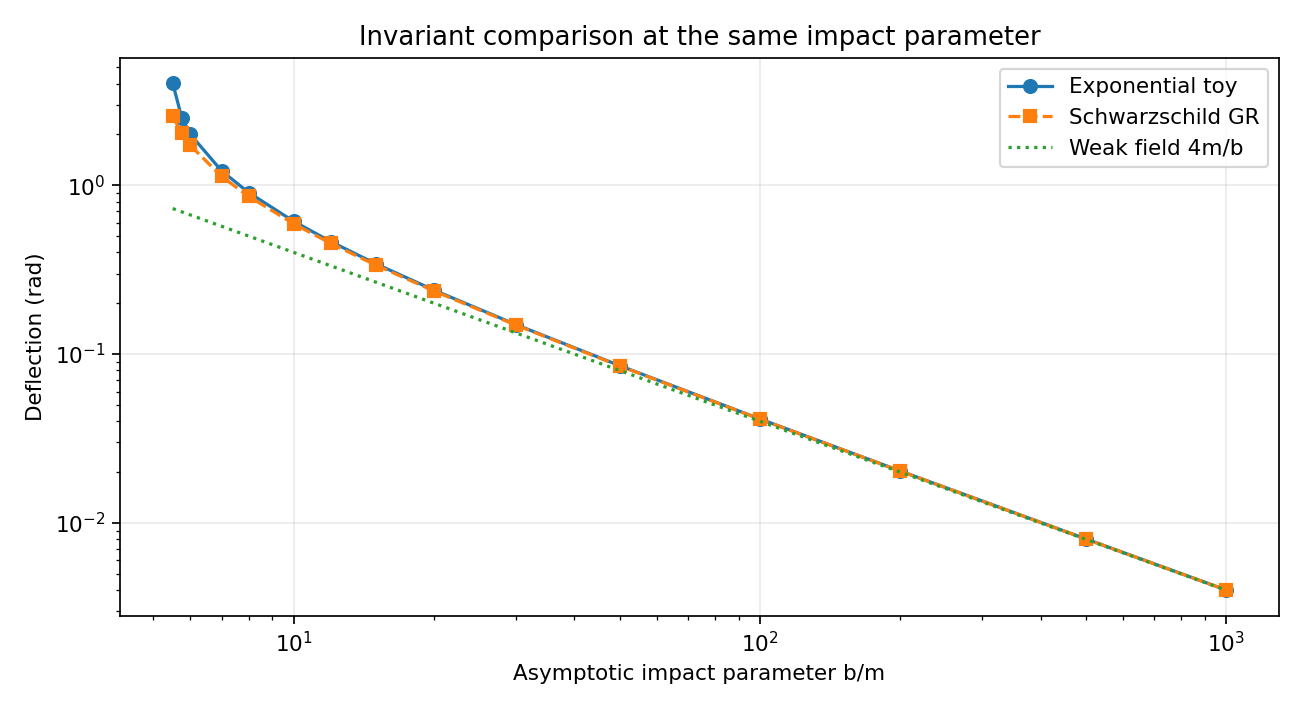 Invariant comparison at the same impact parameter
Exponential toy
Schwarzschild GR
Weak field 4m/b
Deflection (rad)
10⁰
10⁻¹
10⁻²
10¹
10²
10³
Asymptotic impact parameter b/m